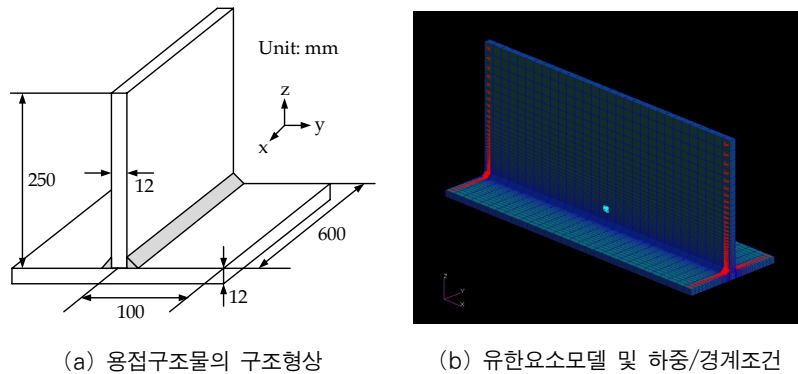 Unit: mm
z
y
x
250
12
600
100
12
z
y
x
(a) 용접구조물의 구조형상
(b) 유한요소모델 및 하중/경계조건